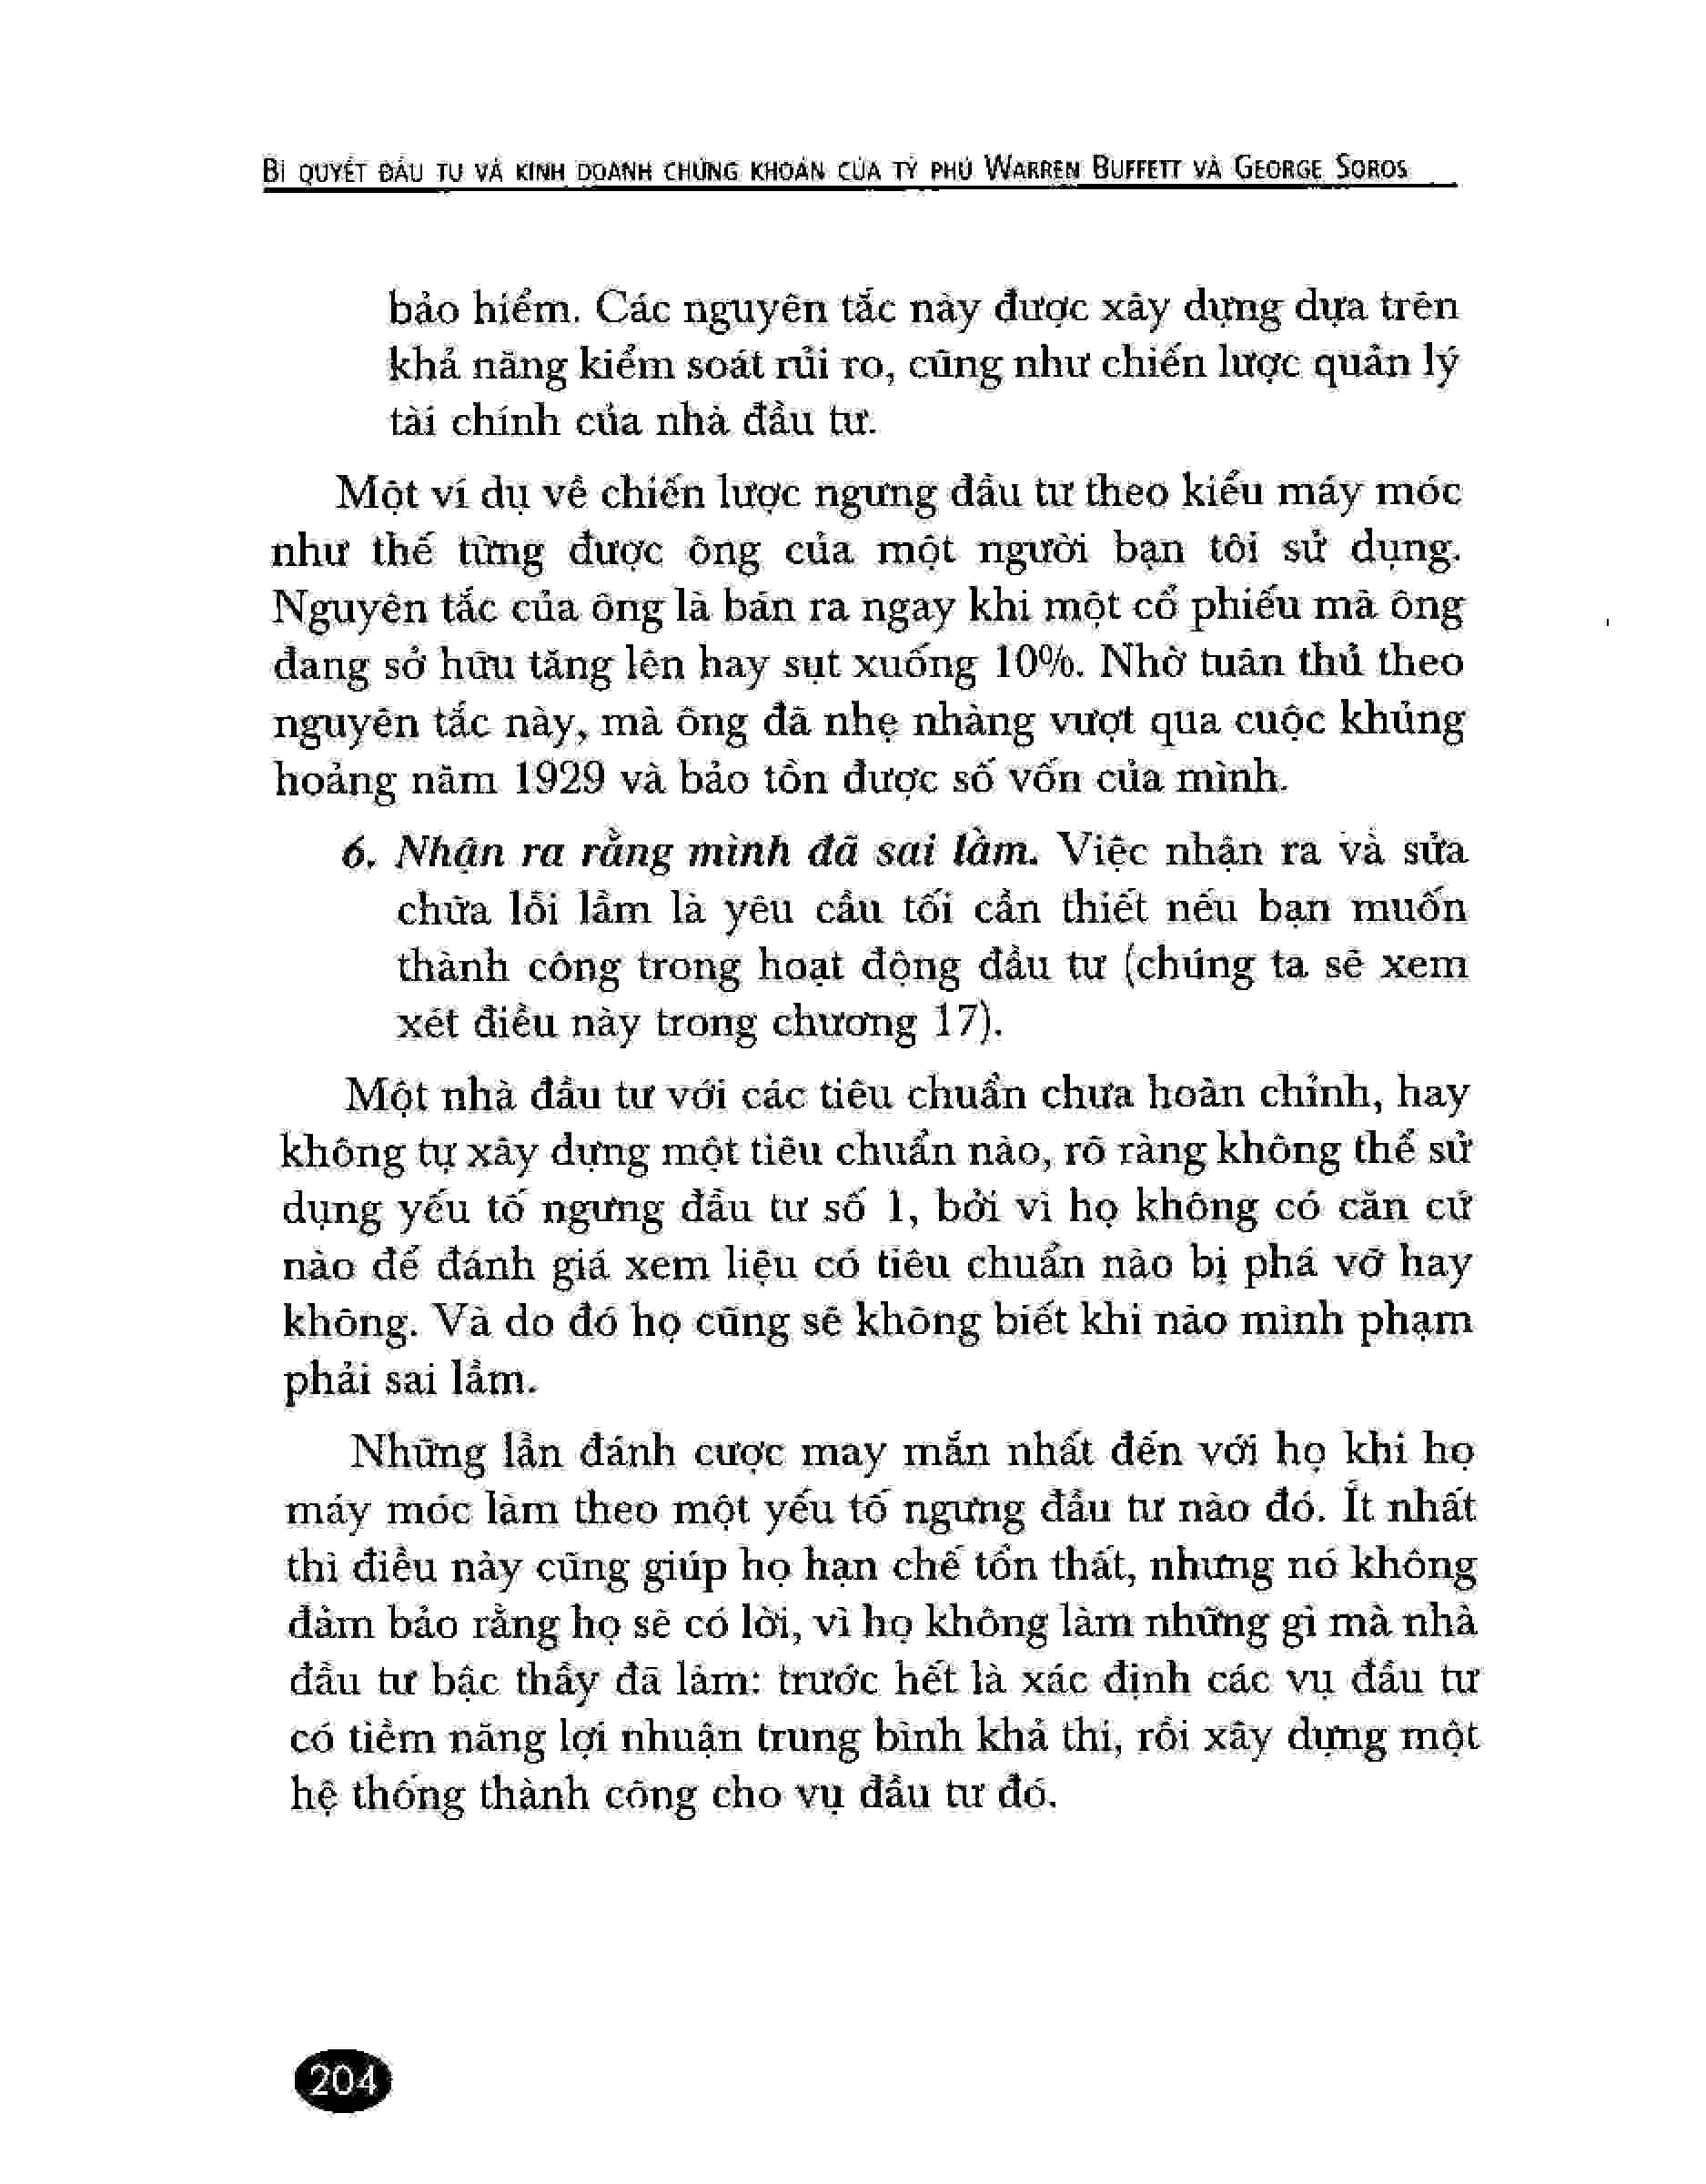 BÍ QUYẾT ĐẦU TƯ VÀ KINH DOANH CHỨNG KHOÁN CỦA TỶ PHÚ WARREN BUFFETT VÀ GEORGE SOROS
bảo hiểm. Các nguyên tắc này được xây dựng dựa trên
khả năng kiểm soát rủi ro, cũng như chiến lược quản lý
tài chính của nhà đầu tư.
Một ví dụ về chiến lược ngưng đầu tư theo kiểu máy móc
như thế từng được ông của một người bạn tôi sử dụng.
Nguyên tắc của ông là bán ra ngay khi một cổ phiếu mà ông
đang sở hữu tăng lên hay sụt xuống 10%. Nhờ tuân thủ theo
nguyên tắc này, mà ông đã nhẹ nhàng vượt qua cuộc khủng
hoảng năm 1929 và bảo tồn được số vốn của mình.
6. Nhận ra rằng mình đã sai lầm. Việc nhận ra và sửa
chữa lỗi lầm là yêu cầu tối cần thiết nếu bạn muốn
thành công trong hoạt động đầu tư (chúng ta sẽ xem
xét điều này trong chương 17).
Một nhà đầu tư với các tiêu chuẩn chưa hoàn chỉnh, hay
không tự xây dựng một tiêu chuẩn nào, rõ ràng không thể sử
dụng yếu tố ngưng đầu tư số 1, bởi vì họ không có căn cứ
nào để đánh giá xem liệu có tiêu chuẩn nào bị phá vỡ hay
không. Và do đó họ cũng sẽ không biết khi nào mình phạm
phải sai lầm.
Những lần đánh cược may mắn nhất đến với họ khi họ
máy móc làm theo một yếu tố ngưng đầu tư nào đó. Ít nhất
thì điều này cũng giúp họ hạn chế tổn thất, nhưng nó không
đảm bảo rằng họ sẽ có lời, vì họ không làm những gì mà nhà
đầu tư bậc thầy đã làm: trước hết là xác định các vụ đầu tư
có tiềm năng lợi nhuận trung bình khả thi, rồi xây dựng một
hệ thống thành công cho vụ đầu tư đó.
204